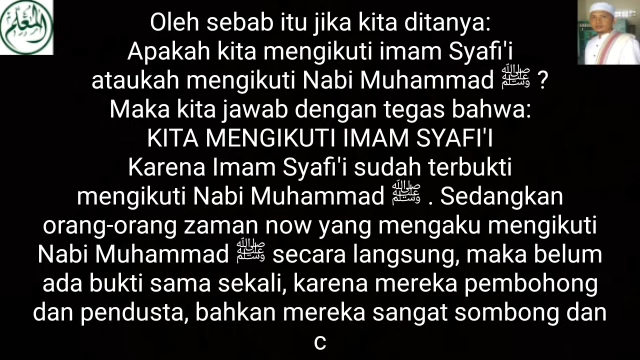 Oleh sebab itu jika kita ditanya:
Apakah kita mengikuti imam Syafi'i
ataukah mengikuti Nabi Muhammad ﷺ ?
Maka kita jawab dengan tegas bahwa:
KITA MENGIKUTI IMAM SYAFI'I
Karena Imam Syafi'i sudah terbukti
mengikuti Nabi Muhammad ﷺ . Sedangkan
orang-orang zaman now yang mengaku mengikuti
Nabi Muhammad ﷺ secara langsung, maka belum
ada bukti sama sekali, karena mereka pembohong
dan pendusta, bahkan mereka sangat sombong dan
c